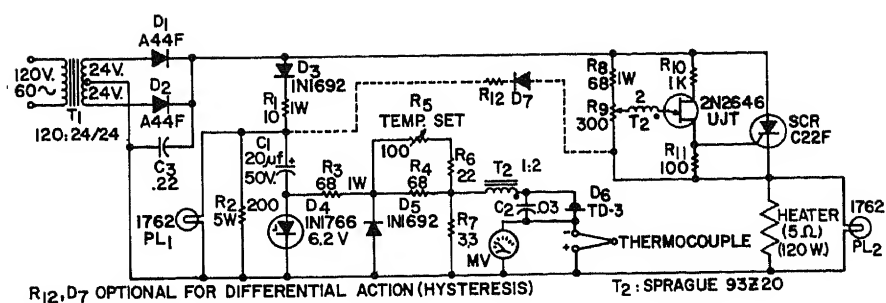 D1
A44F
120V.
60~
24V.
24V.
T1
120:24/24
D2
A44F
C3
.22
1762
PL1
D3
IN1692
R1
10
1W
C1
20µf
50V.
+
R2
5W
200
D4
IN1766
6.2 V
R3
68
1W
R5
TEMP. SET
100
R4
68
D5
IN1692
R6
22
R7
33
R12
D7
T2 1:2
C2
.03
D6
TD-3
MV
-
+
THERMOCOUPLE
R8
68
1W
R9
300
2
T2
R10
1K
2N2646
UJT
R11
100
SCR
C22F
HEATER
(5Ω)
(120W.)
1762
PL2
R12,D7 OPTIONAL FOR DIFFERENTIAL ACTION (HYSTERESIS)
T2: SPRAGUE 93Z20